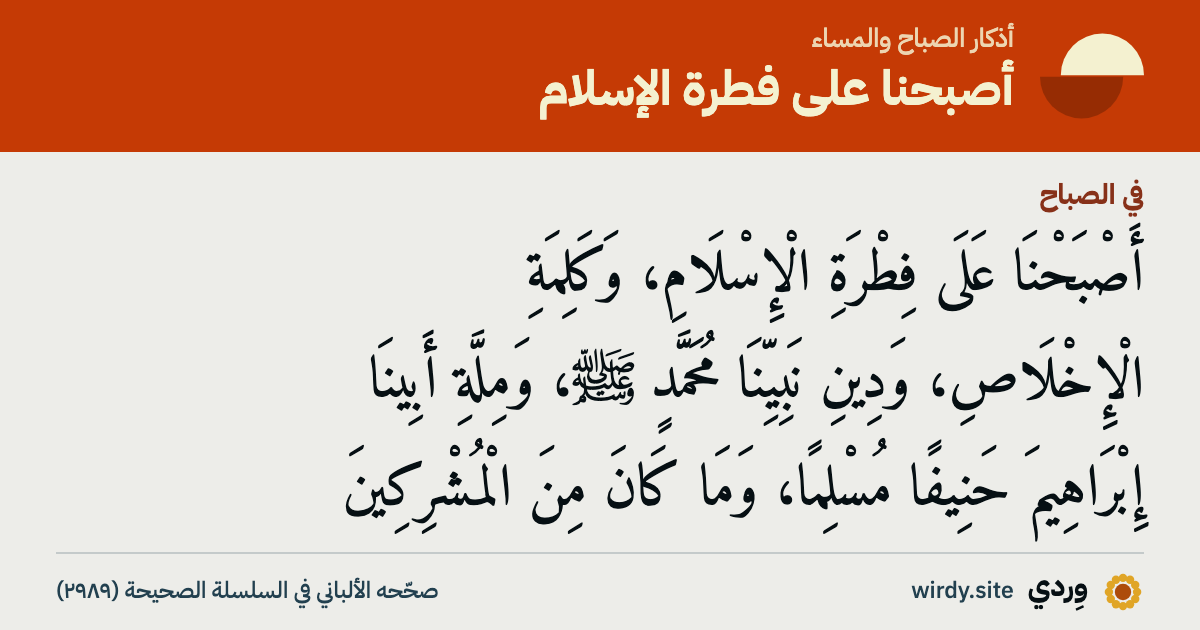 أذكار الصباح والمساء
أصبحنا على فطرة الإسلام
في الصباح
أَصْبَحْنَا عَلَى فِطْرَةِ الْإِسْلَامِ، وَكَلِمَةِ
الْإِخْلَاصِ، وَدِينِ نَبِيِّنَا مُحَمَّدٍ ﷺ، وَمِلَّةِ أَبِينَا
إِبْرَاهِيمَ حَنِيفًا مُسْلِمًا، وَمَا كَانَ مِنَ الْمُشْرِكِينَ
وِردي wirdy.site
صحّحه الألباني في السلسلة الصحيحة (٢٩٨٩)